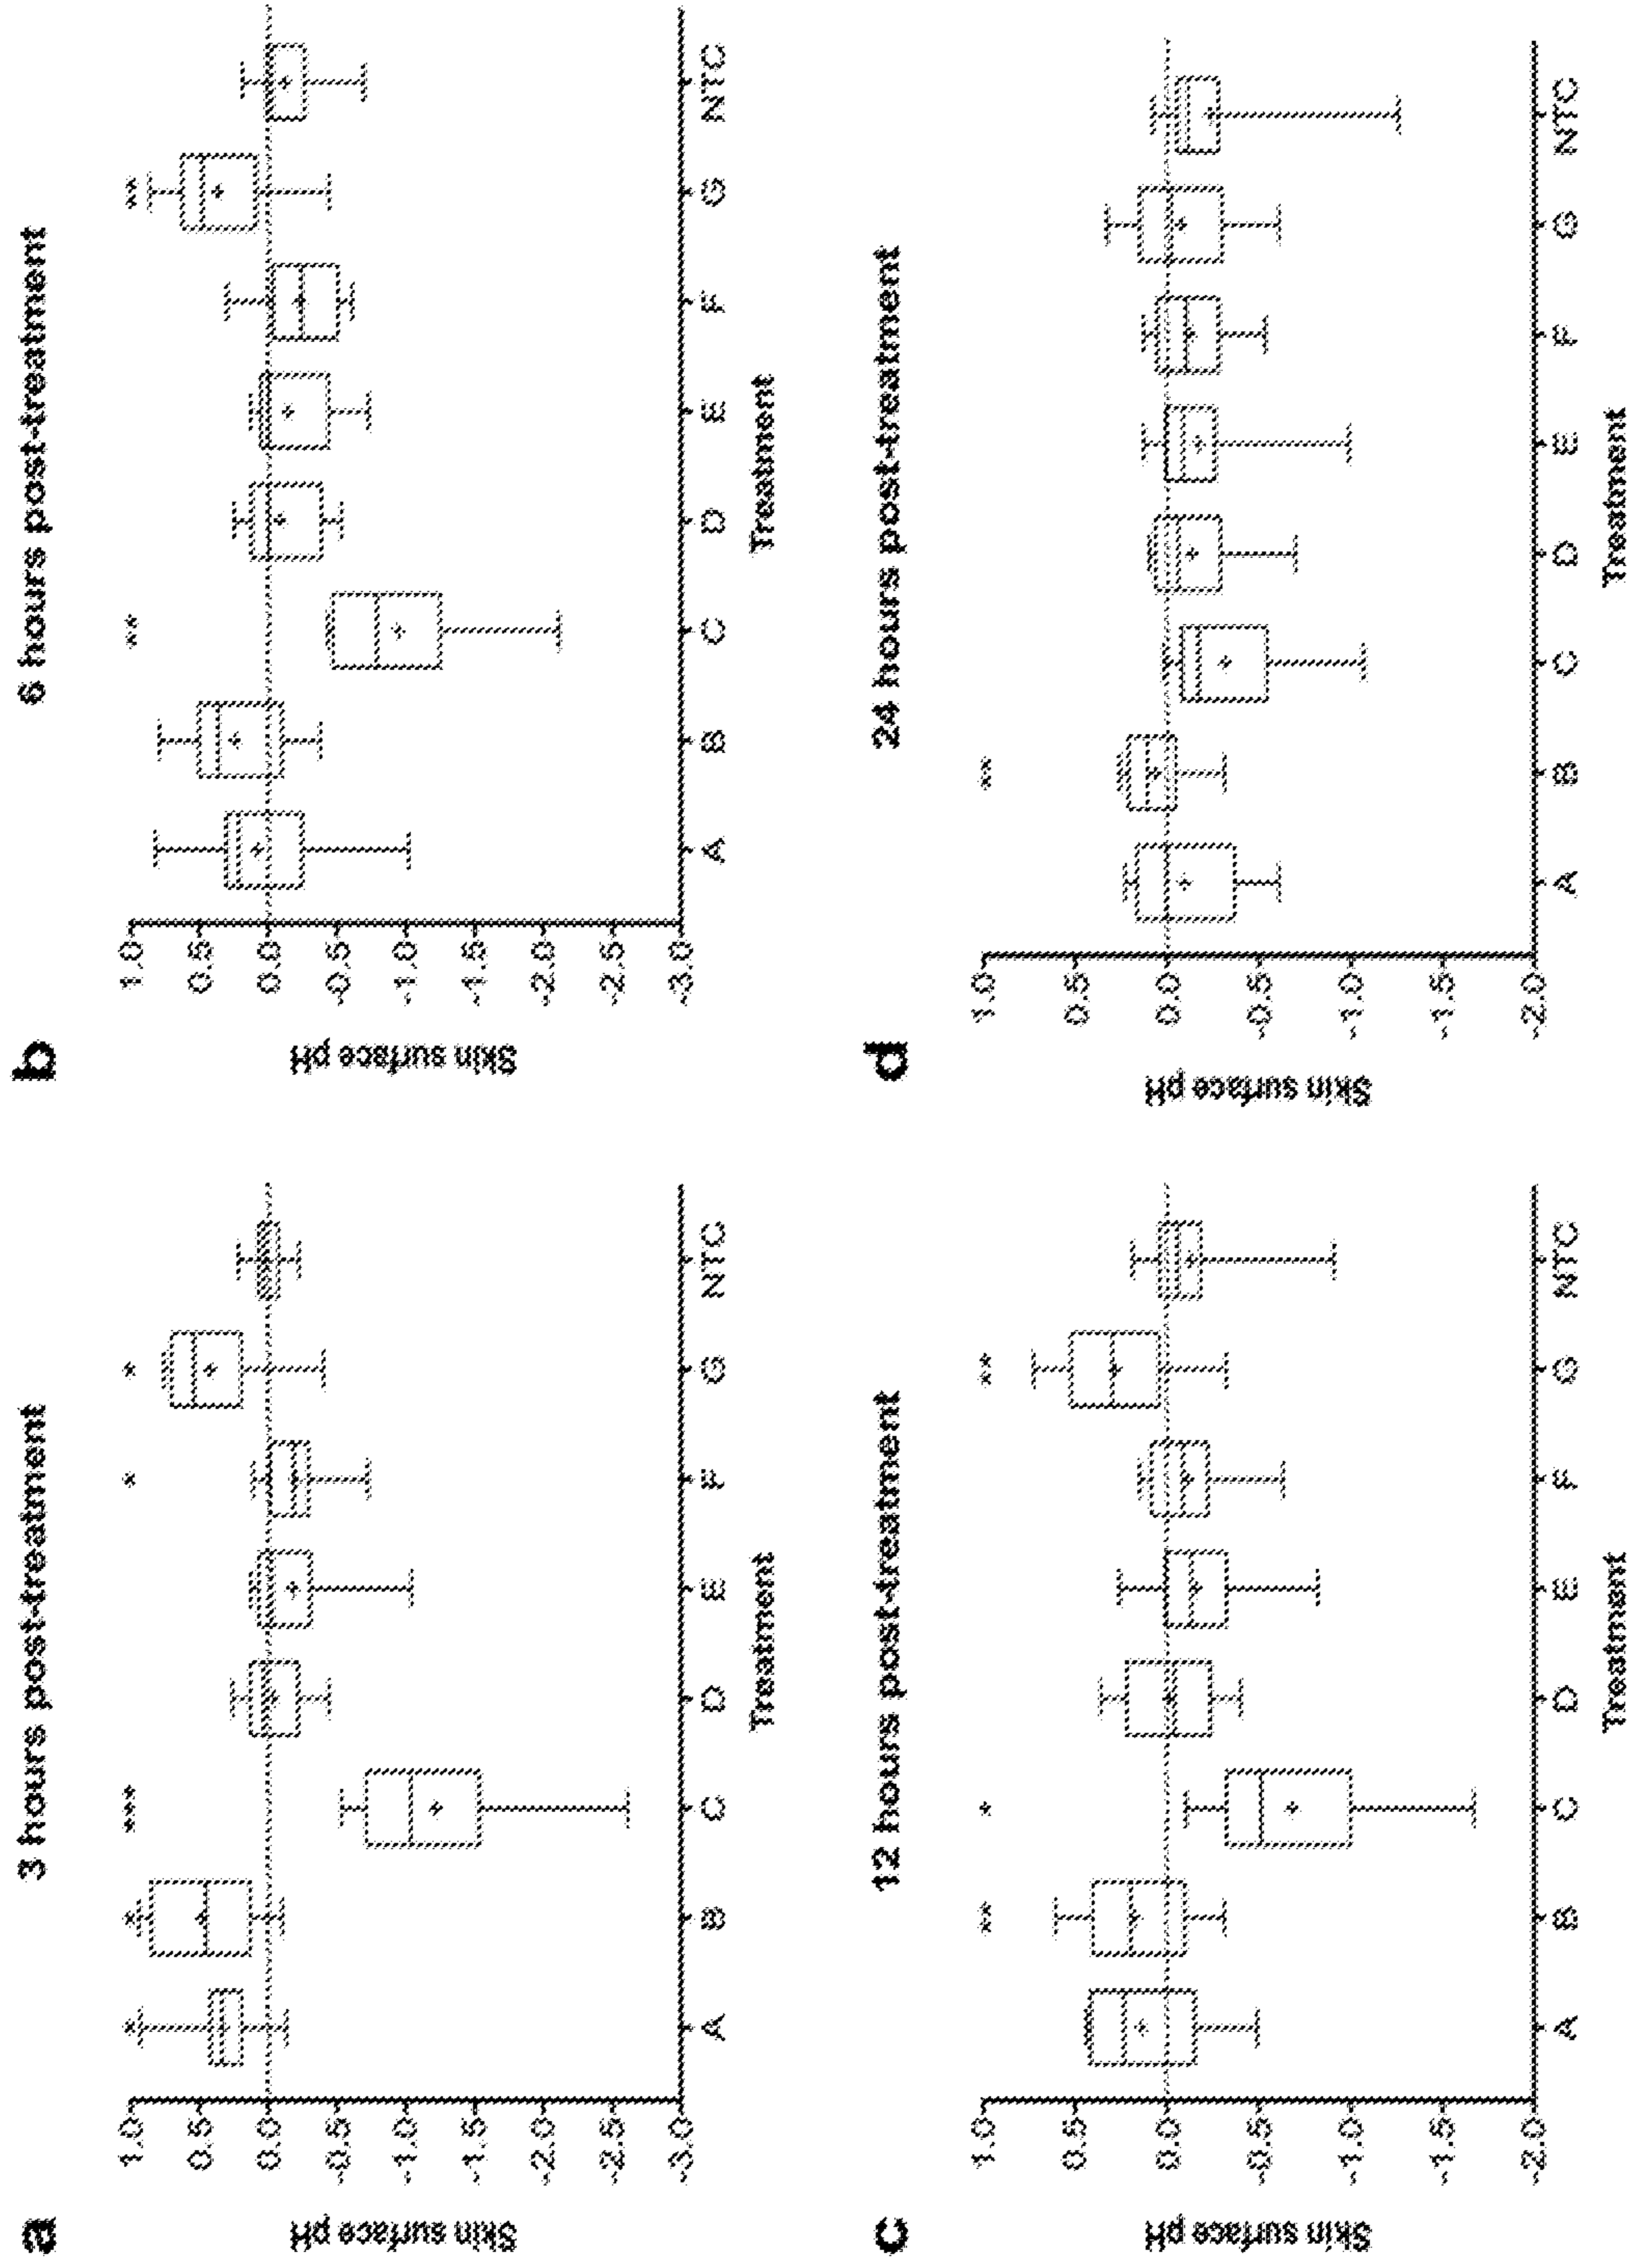 a
3 hours post-treatment
Skin surface pH
1.0
0.5
0.0
-0.5
-1.0
-1.5
-2.0
-2.5
-3.0
* * **** * *
A B C D E F G NTC
Treatment
b
6 hours post-treatment
Skin surface pH
1.0
0.5
0.0
-0.5
-1.0
-1.5
-2.0
-2.5
-3.0
*** ***
A B C D E F G NTC
Treatment
c
12 hours post-treatment
Skin surface pH
1.0
0.5
0.0
-0.5
-1.0
-1.5
-2.0
** * **
A B C D E F G NTC
Treatment
d
24 hours post-treatment
Skin surface pH
1.0
0.5
0.0
-0.5
-1.0
-1.5
-2.0
**
A B C D E F G NTC
Treatment